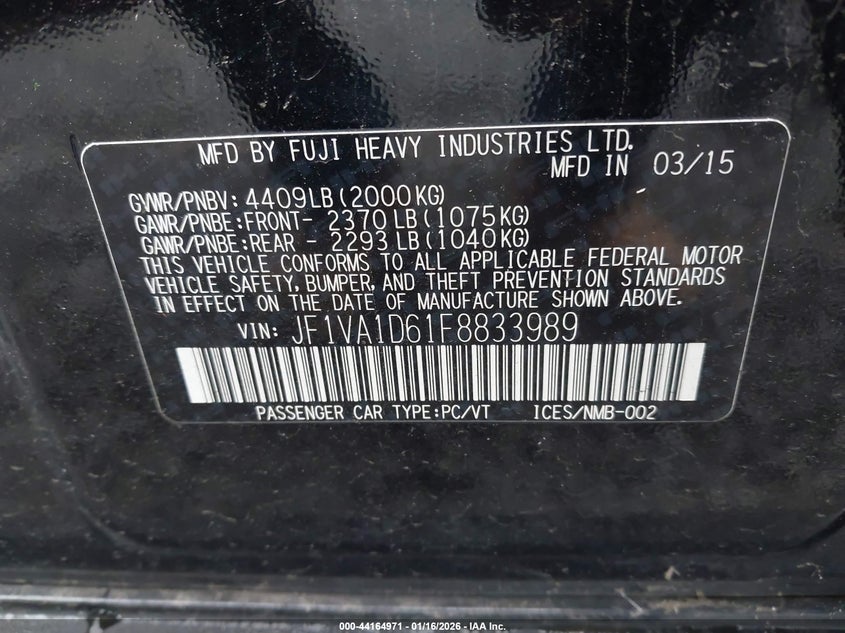 MFD BY FUJI HEAVY INDUSTRIES LTD.
MFD IN 03/15
GVWR/PNBV: 4409LB (2000KG)
GAWR/PNBE:FRONT- 2370 LB (1075KG)
GAWR/PNBE:REAR - 2293 LB (1040KG)
THIS VEHICLE CONFORMS TO ALL APPLICABLE FEDERAL MOTOR
VEHICLE SAFETY, BUMPER, AND THEFT PREVENTION STANDARDS
IN EFFECT ON THE DATE OF MANUFACTURE SHOWN ABOVE.
VIN: JF1VA1D61F8833989
PASSENGER CAR TYPE:PC/VT ICES/NMB-002
000-44164971 - 01/16/2026 - IAA Inc.